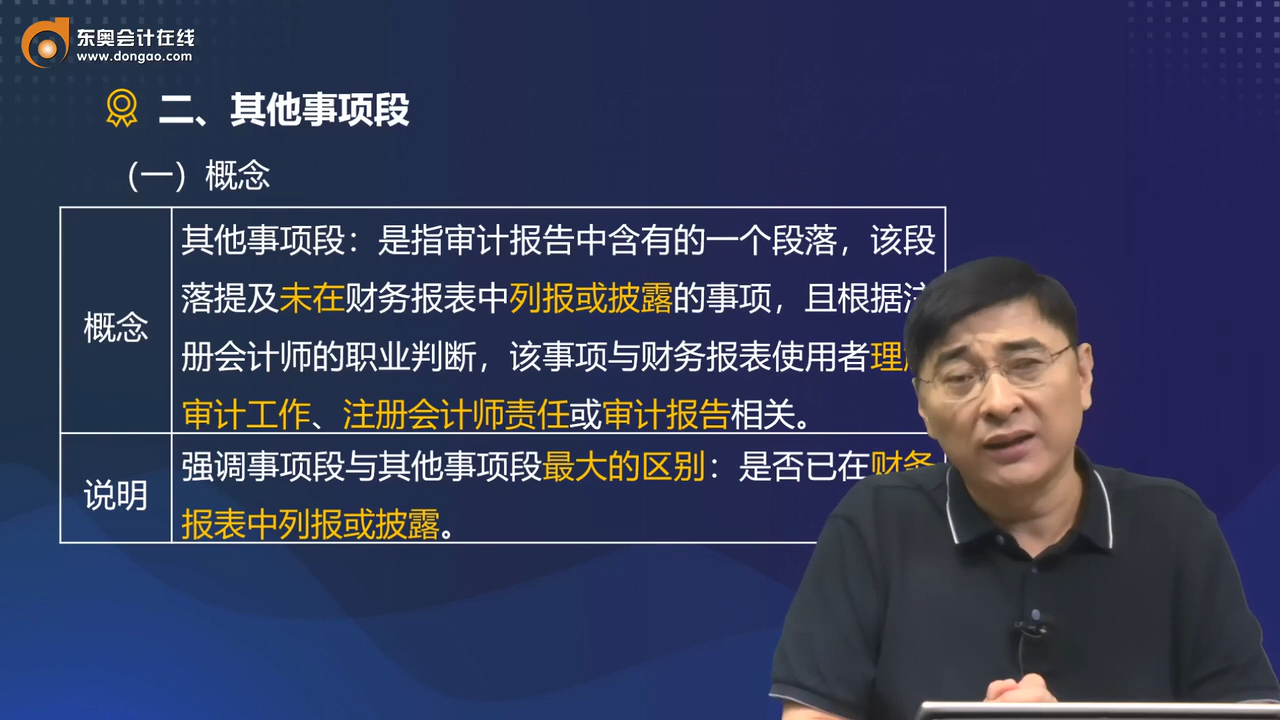 东奥会计在线
www.dongao.com
二、其他事项段
（一）概念
概念
其他事项段：是指审计报告中含有的一个段落，该段
落提及未在财务报表中列报或披露的事项，且根据
册会计师的职业判断，该事项与财务报表使用者理
审计工作、注册会计师责任或审计报告相关。
说明
强调事项段与其他事项段最大的区别：是否已在财务
报表中列报或披露。